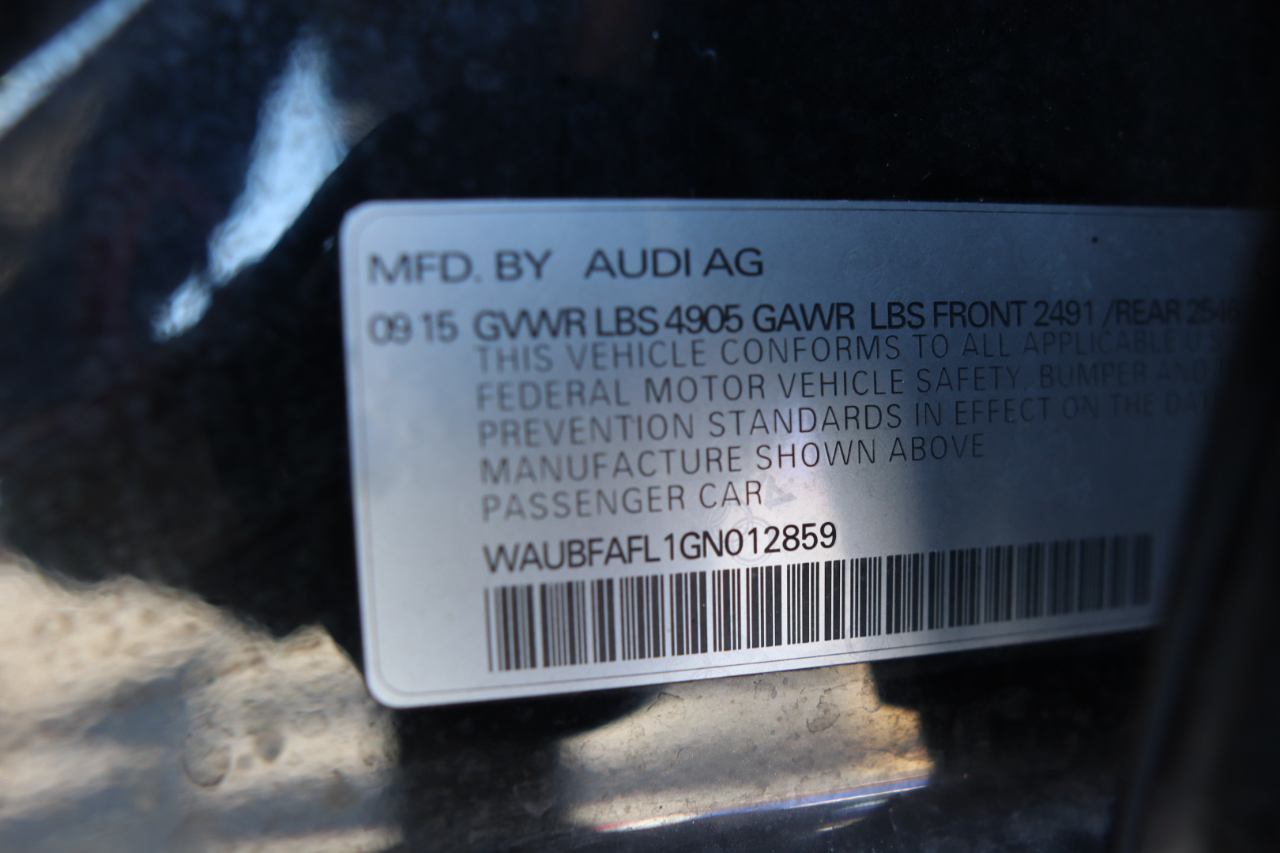 MFD. BY AUDI AG
09 15 GVWR LBS 4905 GAWR LBS FRONT 2491 /REAR 2546
THIS VEHICLE CONFORMS TO ALL APPLICABLE U.S
FEDERAL MOTOR VEHICLE SAFETY, BUMPER AND
PREVENTION STANDARDS IN EFFECT ON THE
MANUFACTURE SHOWN ABOVE
PASSENGER CAR
WAUBFAFL1GN012859